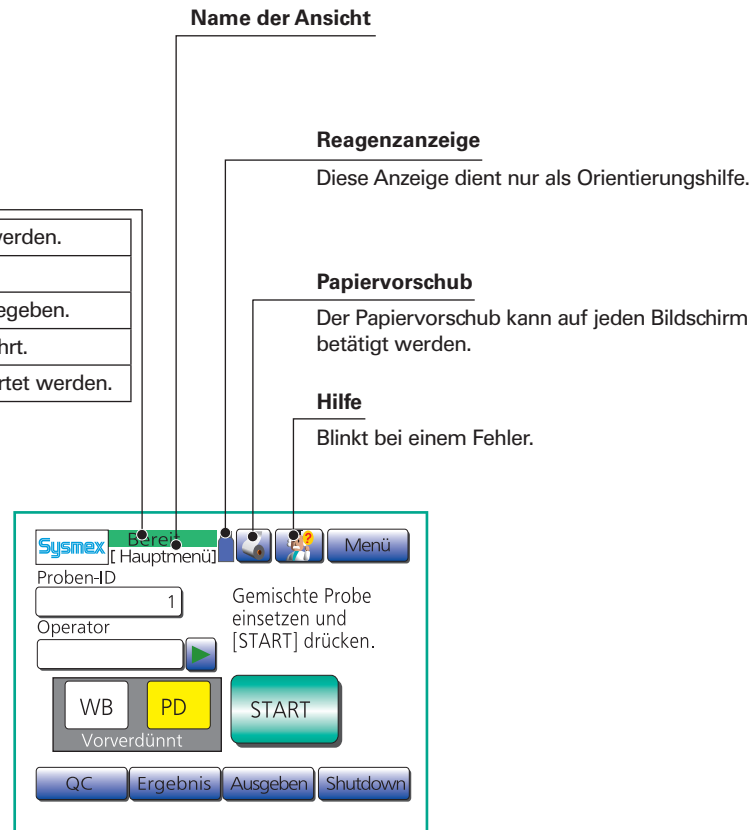 Name der Ansicht
Reagenzanzeige
Diese Anzeige dient nur als Orientierungshilfe.
werden.
egeben.
hrt.
rtet werden.
Papiervorschub
Der Papiervorschub kann auf jeden Bildschirm
betätigt werden.
Hilfe
Blinkt bei einem Fehler.
Sysmex
Bereit
[ Hauptmenü]
Menü
Proben-ID
1
Operator
Gemischte Probe
einsetzen und
[START] drücken.
WB
PD
Vorverdünnt
START
QC
Ergebnis
Ausgeben
Shutdown